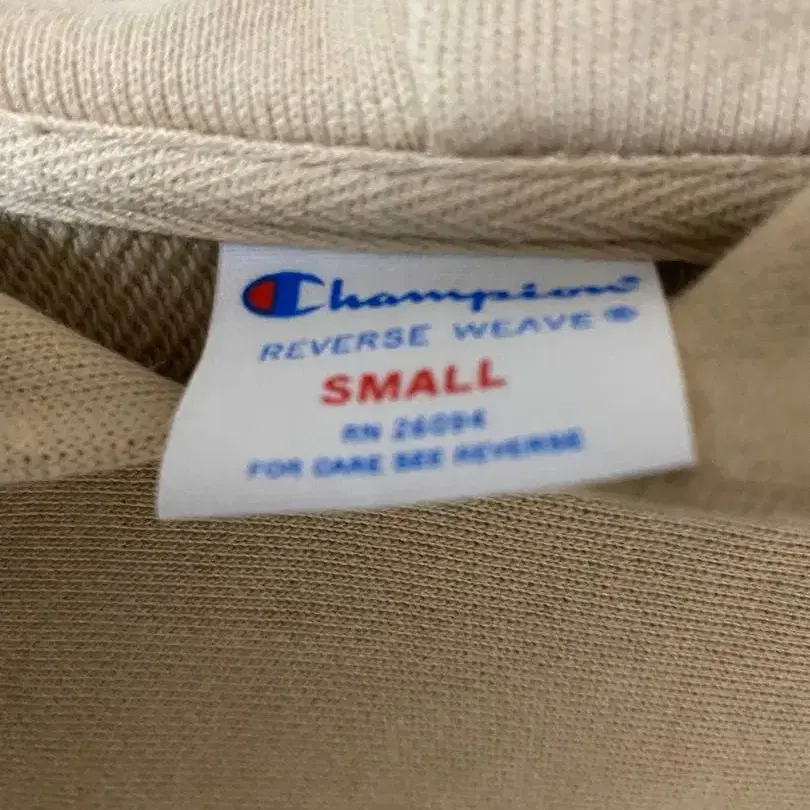 Champion
REVERSE WEAVE ®
SMALL
RN 26094
FOR CARE SEE REVERSE